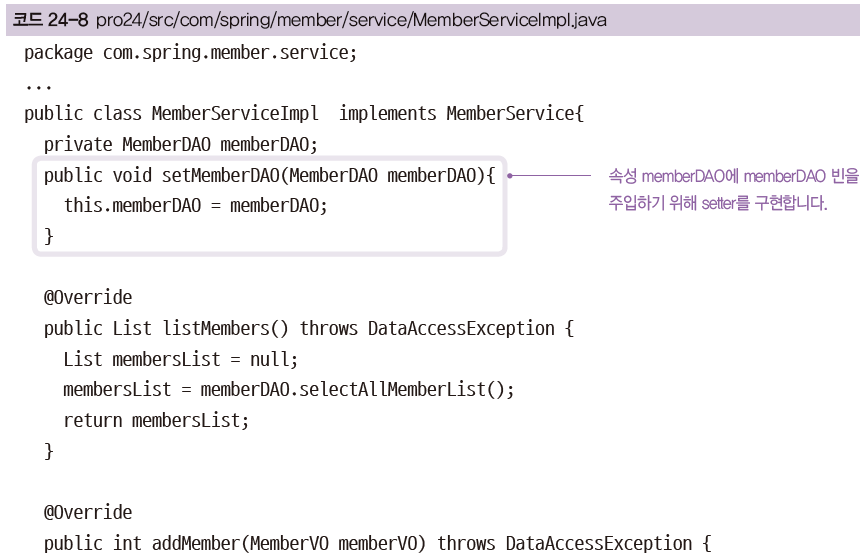 코드 24-8 pro24/src/com/spring/member/service/MemberServiceImpl.java
package com.spring.member.service;
...
public class MemberServiceImpl  implements MemberService{
  private MemberDAO memberDAO;
  public void setMemberDAO(MemberDAO memberDAO){
    this.memberDAO = memberDAO;
  }
속성 memberDAO에 memberDAO 빈을
주입하기 위해 setter를 구현합니다.
  @Override
  public List listMembers() throws DataAccessException {
    List membersList = null;
    membersList = memberDAO.selectAllMemberList();
    return membersList;
  }
  @Override
  public int addMember(MemberVO memberVO) throws DataAccessException {